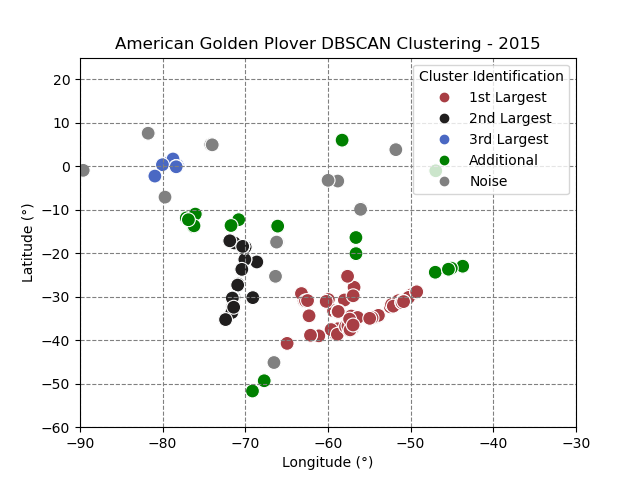 American Golden Plover DBSCAN Clustering - 2015
Cluster Identification
1st Largest
2nd Largest
3rd Largest
Additional
Noise
Latitude (°)
20
10
0
−10
−20
−30
−40
−50
−60
−90
−80
−70
−60
−50
−40
−30
Longitude (°)